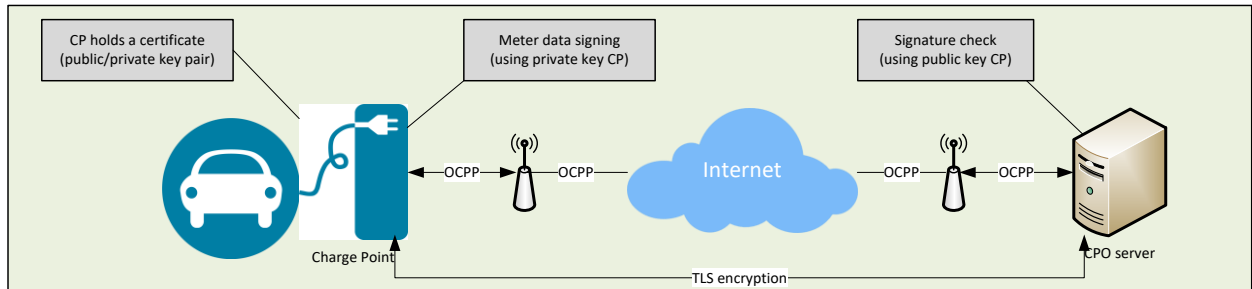 CP holds a certificate
(public/private key pair)
Meter data signing
(using private key CP)
Signature check
(using public key CP)
Internet
OCPP
OCPP
OCPP
OCPP
Charge Point
CPO server
TLS encryption